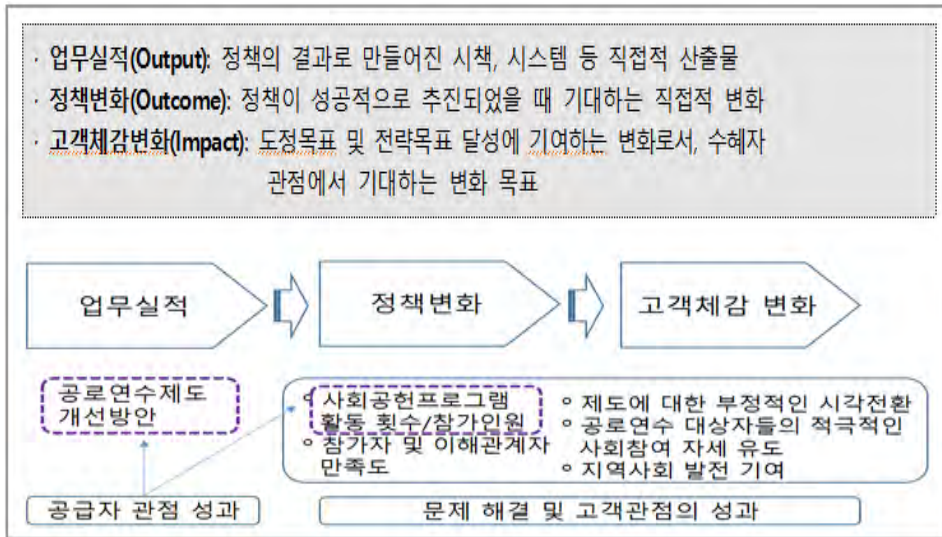 · 업무실적(Output): 정책의 결과로 만들어진 시책, 시스템 등 직접적 산출물
· 정책변화(Outcome): 정책이 성공적으로 추진되었을 때 기대하는 직접적 변화
· 고객체감변화(Impact): 도정목표 및 전략목표 달성에 기여하는 변화로서, 수혜자
관점에서 기대하는 변화 목표
업무실적
정책변화
고객체감 변화
공로연수제도
개선방안
사회공헌프로그램
활동 횟수/참가인원
참가자 및 이해관계자
만족도
제도에 대한 부정적인 시각전환
공로연수 대상자들의 적극적인
사회참여 자세 유도
지역사회 발전 기여
공급자 관점 성과
문제 해결 및 고객관점의 성과